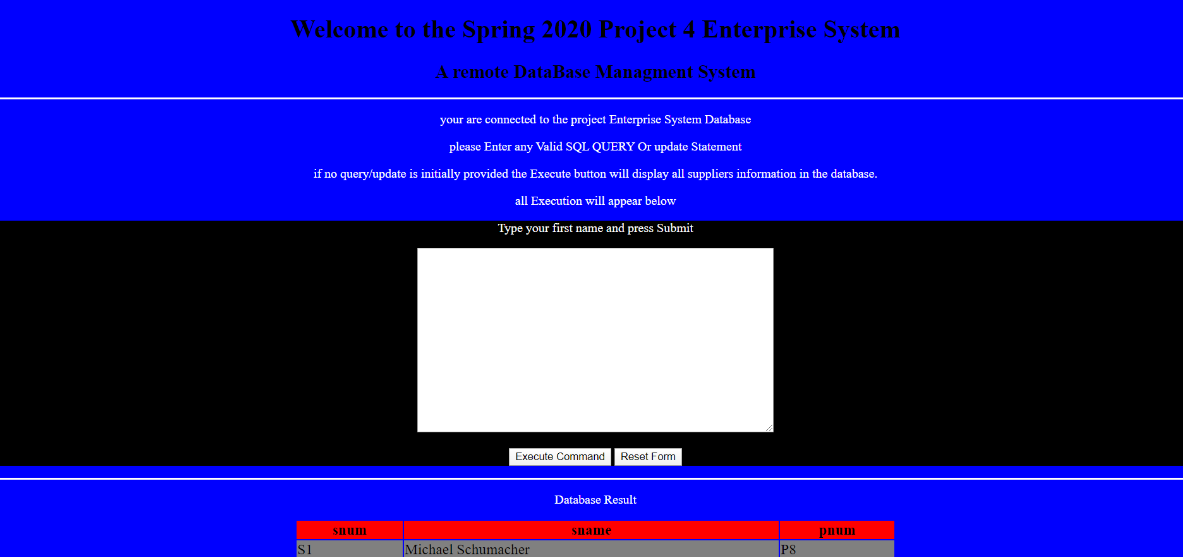 Welcome to the Spring 2020 Project 4 Enterprise System
A remote DataBase Managment System
your are connected to the project Enterprise System Database
please Enter any Valid SQL QUERY Or update Statement
if no query/update is initially provided the Execute button will display all suppliers information in the database.
all Execution will appear below
Type your first name and press Submit
Execute Command Reset Form
Database Result
snum sname pnum
S1 Michael Schumacher P8